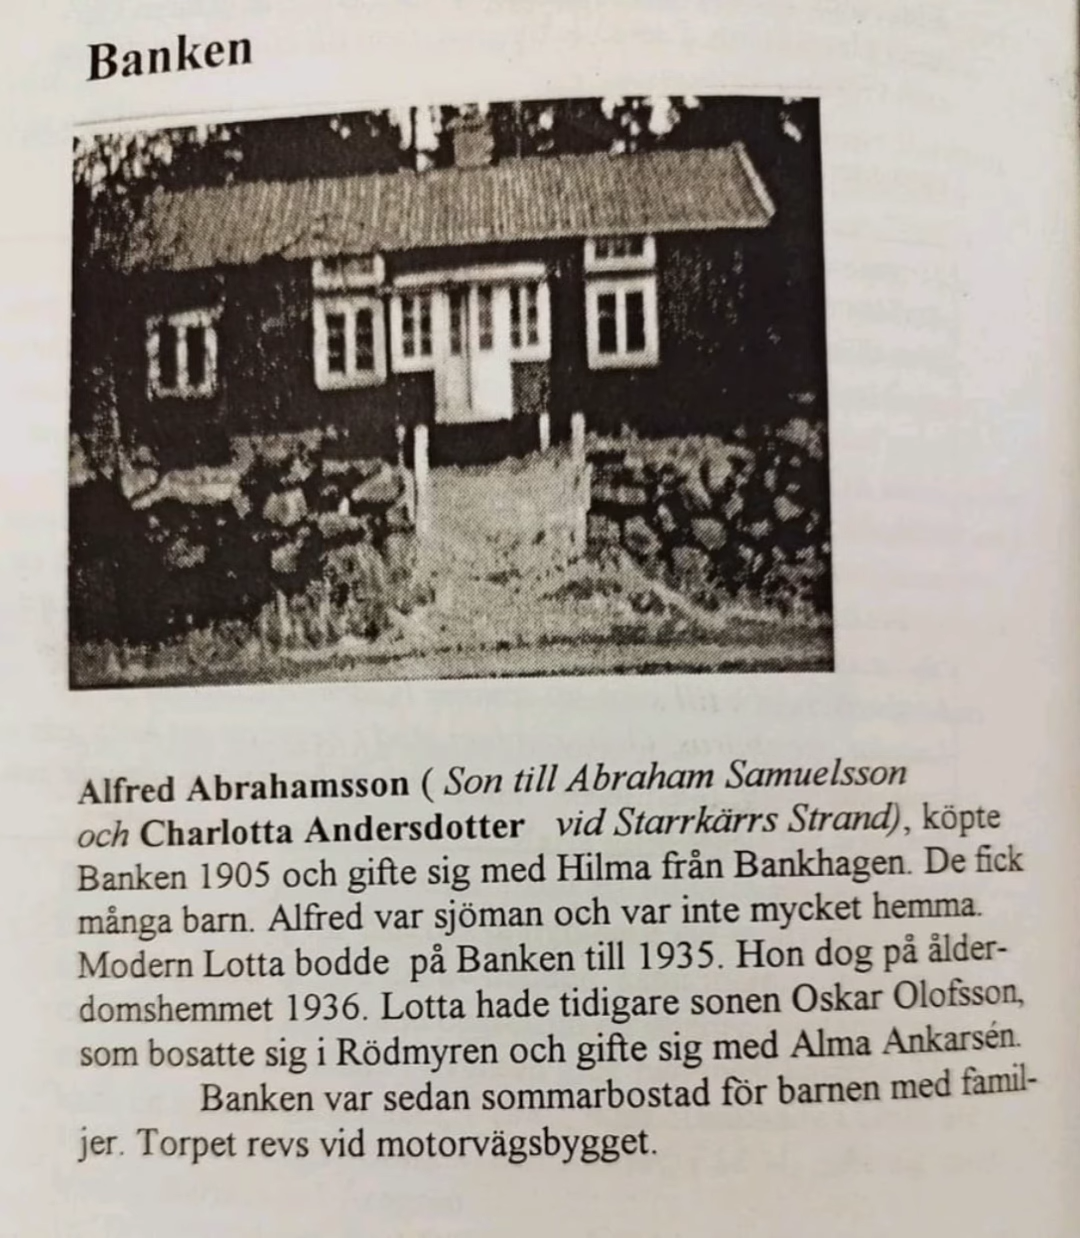 Banken
Alfred Abrahamsson ( Son till Abraham Samuelsson
och Charlotta Andersdotter vid Starrkärrs Strand), köpte
Banken 1905 och gifte sig med Hilma från Bankhagen. De fick
många barn. Alfred var sjöman och var inte mycket hemma.
Modern Lotta bodde på Banken till 1935. Hon dog på ålder-
domshemmet 1936. Lotta hade tidigare sonen Oskar Olofsson,
som bosatte sig i Rödmyren och gifte sig med Alma Ankarsén.
Banken var sedan sommarbostad för barnen med famil-
jer. Torpet revs vid motorvägsbygget.